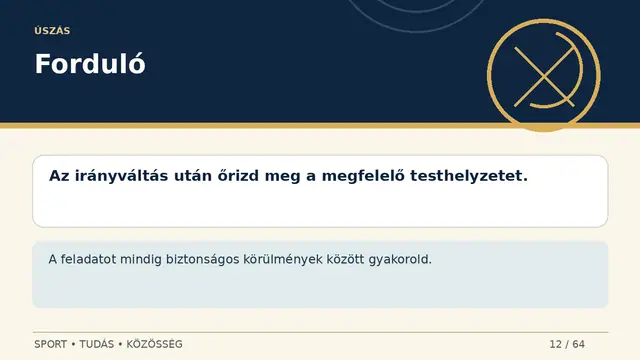 ÚSZÁS
Forduló
Az irányváltás után őrizd meg a megfelelő testhelyzetet.
A feladatot mindig biztonságos körülmények között gyakorold.
SPORT • TUDÁS • KÖZÖSSÉG
12 / 64